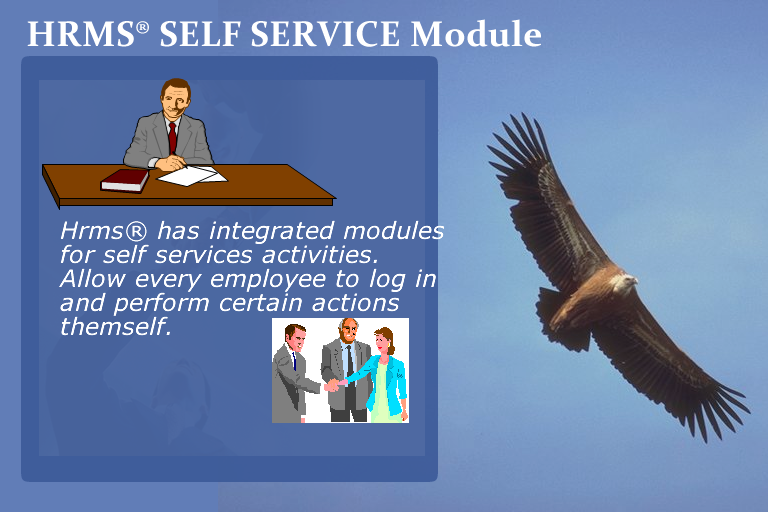 HRMS® SELF SERVICE Module
Hrms® has integrated modules
for self services activities.
Allow every employee to log in
and perform certain actions
themself.